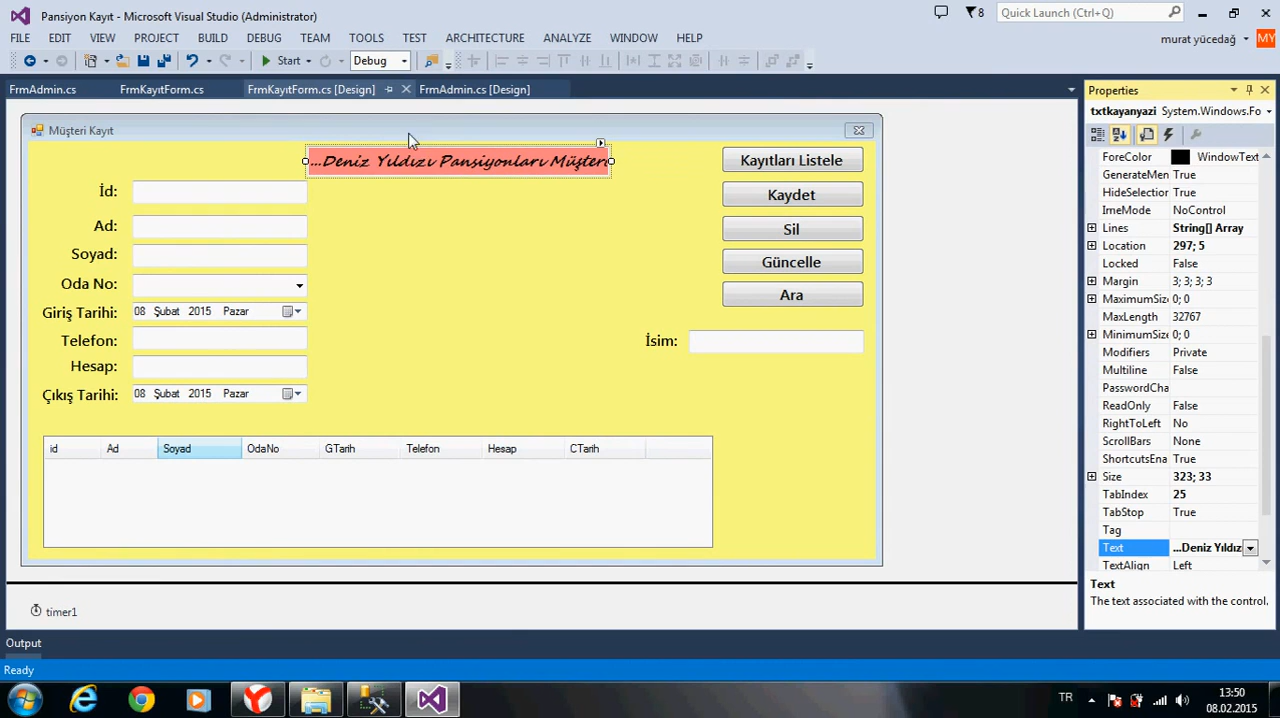 Pansiyon Kayıt - Microsoft Visual Studio (Administrator)
8
Quick Launch (Ctrl+Q)
FILE EDIT VIEW PROJECT BUILD DEBUG TEAM TOOLS TEST ARCHITECTURE ANALYZE WINDOW HELP
murat yücedağ MY
Start Debug
FrmAdmin.cs FrmKayıtForm.cs FrmKayıtForm.cs [Design] FrmAdmin.cs [Design]
Properties
txtkayanyazi System.Windows.Fo
Müşteri Kayıt
...Deniz Yıldızı Pansiyonları Müşteri
İd:
Ad:
Soyad:
Oda No:
Giriş Tarihi: 08 Şubat 2015 Pazar
Telefon:
Hesap:
Çıkış Tarihi: 08 Şubat 2015 Pazar
Kayıtları Listele
Kaydet
Sil
Güncelle
Ara
İsim:
id Ad Soyad OdaNo GTarih Telefon Hesap CTarih
timer1
ForeColor WindowText
GenerateMen True
HideSelection True
ImeMode NoControl
Lines String[] Array
Location 297; 5
Locked False
Margin 3; 3; 3; 3
MaximumSize 0; 0
MaxLength 32767
MinimumSize 0; 0
Modifiers Private
Multiline False
PasswordCha
ReadOnly False
RightToLeft No
ScrollBars None
ShortcutsEna True
Size 323; 33
TabIndex 25
TabStop True
Tag
Text ...Deniz Yıldız
TextAlign Left
Text
The text associated with the control.
Output
Ready
TR
13:50
08.02.2015